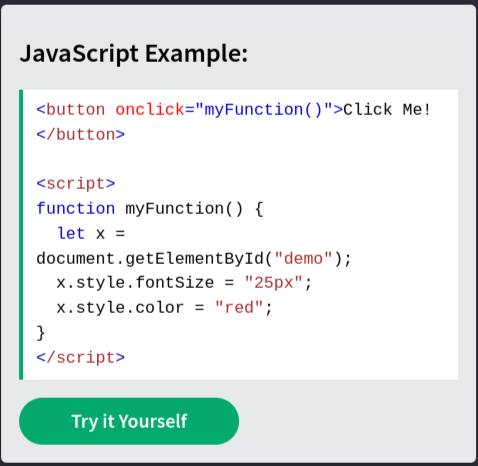 JavaScript Example:
<button onclick="myFunction()">Click Me!
</button>
<script>
function myFunction() {
  let x =
document.getElementById("demo");
  x.style.fontSize = "25px";
  x.style.color = "red";
}
</script>
Try it Yourself